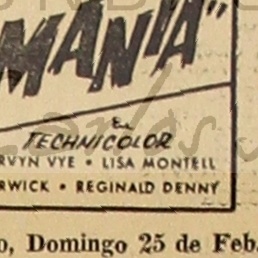 MANIA"
En
TECHNICOLOR
RVYN VYE • LISA MONTELL
RWICK • REGINALD DENNY
o, Domingo 25 de Feb.